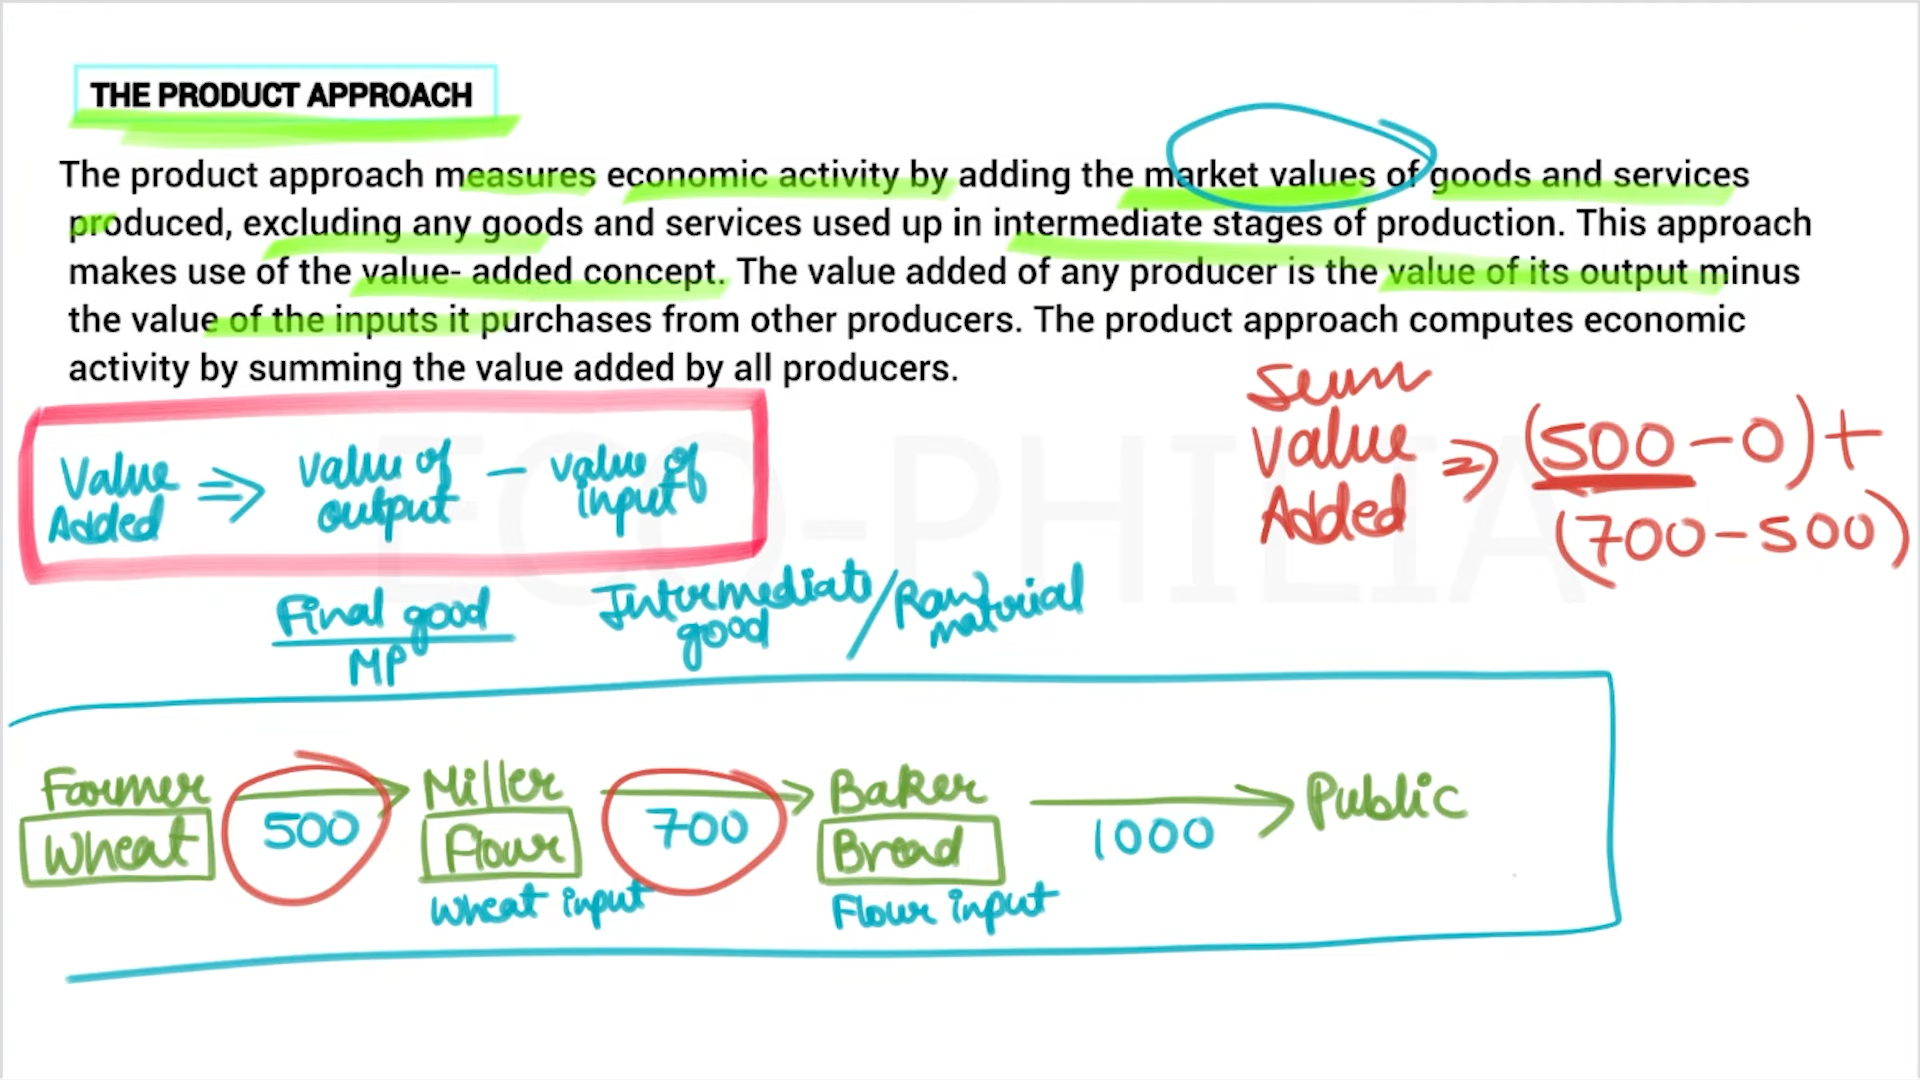 THE PRODUCT APPROACH
The product approach measures economic activity by adding the market values of goods and services
produced, excluding any goods and services used up in intermediate stages of production. This approach
makes use of the value- added concept. The value added of any producer is the value of its output minus
the value of the inputs it purchases from other producers. The product approach computes economic
activity by summing the value added by all producers.
Value Added ⇒ value of output − value of input
Sum
Value
Added ⇒ (500 − 0) +
(700 − 500)
Final good
MP
Intermediate good / Raw material
ECO-PHILIA
Farmer → Miller → Baker → Public
Wheat 500 Flour 700 Bread 1000
Wheat input Flour input